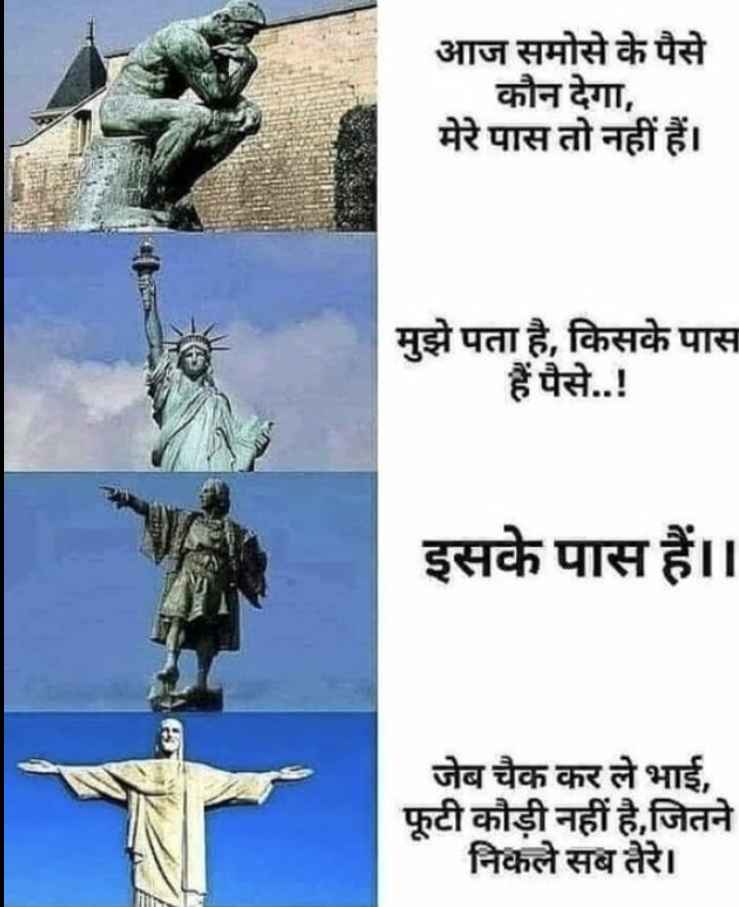 आज समोसे के पैसे
कौन देगा,
मेरे पास तो नहीं हैं।
मुझे पता है, किसके पास
हैं पैसे..!
इसके पास हैं।।
जेब चैक कर ले भाई,
फूटी कौड़ी नहीं है,जितने
निकले सब तेरे।